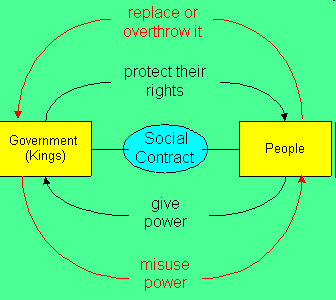 replace or
overthrow it
protect their
rights
Government
(Kings)
Social
Contract
People
give
power
misuse
power